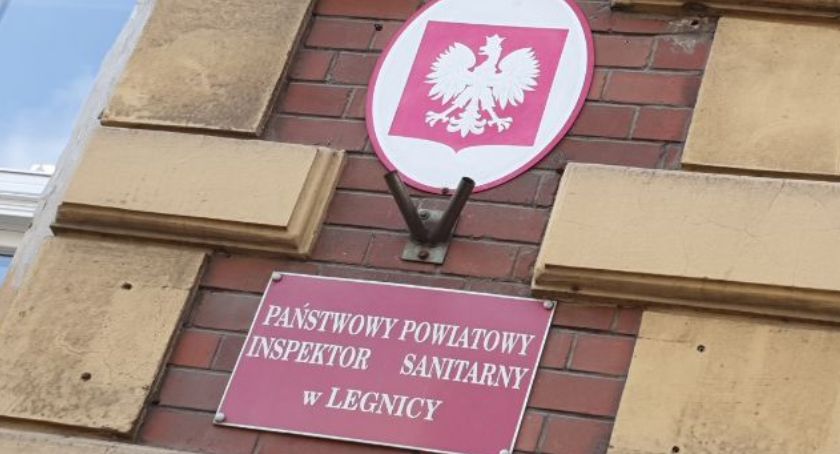 PAŃSTWOWY POWIATOWY
INSPEKTOR SANITARNY
w LEGNICY